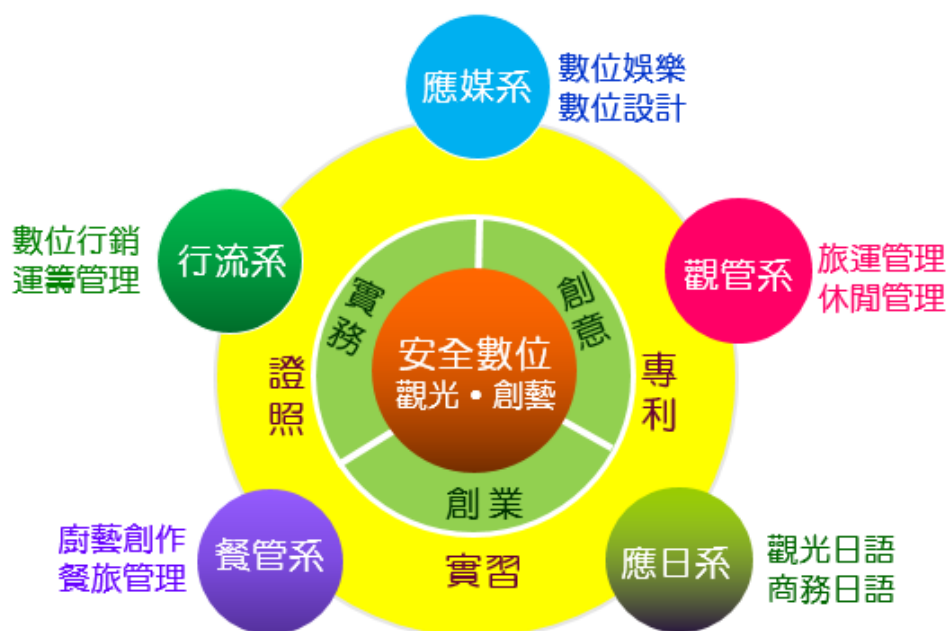 應媒系
數位娛樂
數位設計
數位行銷
運籌管理
行流系
觀管系
旅運管理
休閒管理
實務
創意
安全數位
觀光·創藝
證照
專利
創業
實習
廚藝創作
餐旅管理
餐管系
應日系
觀光日語
商務日語